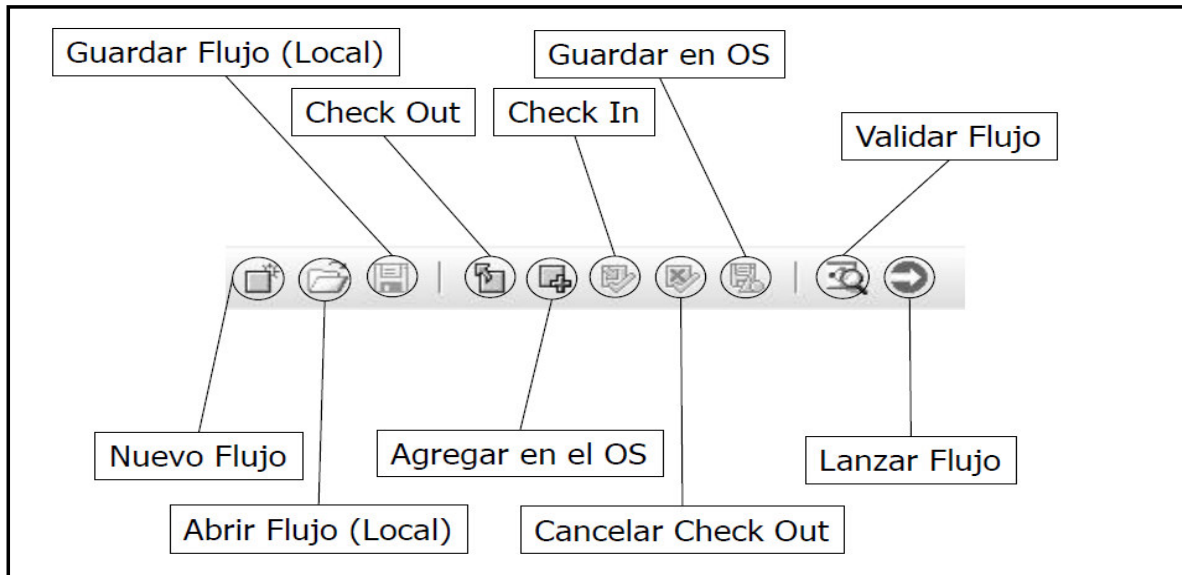 Guardar Flujo (Local)
Guardar en OS
Check Out
Check In
Validar Flujo
Nuevo Flujo
Agregar en el OS
Lanzar Flujo
Abrir Flujo (Local)
Cancelar Check Out